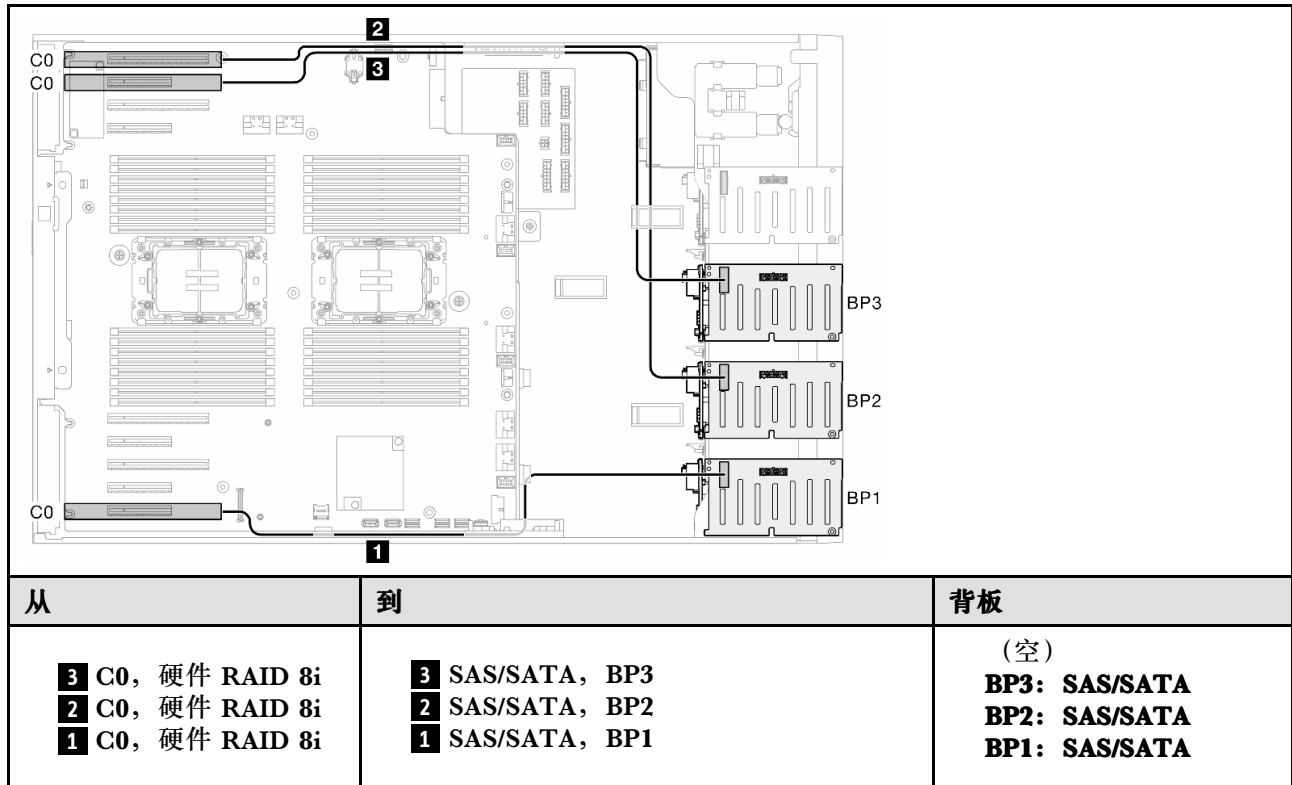 2
C0
3
C0
BP3
BP2
BP1
C0
1
从 到 背板
3 C0，硬件 RAID 8i
2 C0，硬件 RAID 8i
1 C0，硬件 RAID 8i
3 SAS/SATA，BP3
2 SAS/SATA，BP2
1 SAS/SATA，BP1
（空）
BP3：SAS/SATA
BP2：SAS/SATA
BP1：SAS/SATA